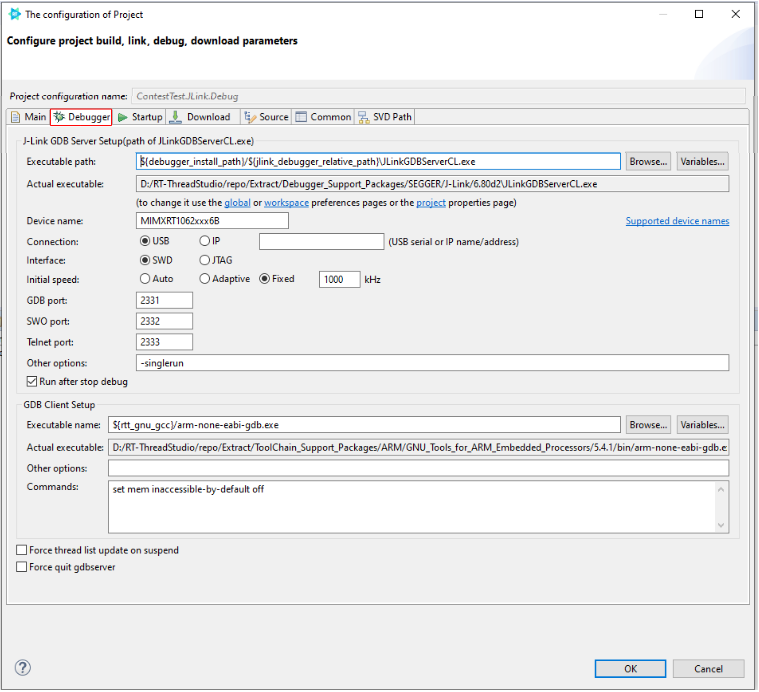 The configuration of Project
Configure project build, link, debug, download parameters
Project configuration name: ContestTest.JLink.Debug
Main Debugger Startup Download Source Common SVD Path
J-Link GDB Server Setup(path of JLinkGDBServerCL.exe)
Executable path: ${debugger_install_path}/${jlink_debugger_relative_path}\JLinkGDBServerCL.exe Browse... Variables...
Actual executable: D:/RT-ThreadStudio/repo/Extract/Debugger_Support_Packages/SEGGER/J-Link/6.80d2\JLinkGDBServerCL.exe
(to change it use the global or workspace preferences pages or the project properties page)
Device name: MIMXRT1062xxx6B Supported device names
Connection: USB IP (USB serial or IP name/address)
Interface: SWD JTAG
Initial speed: Auto Adaptive Fixed 1000 kHz
GDB port: 2331
SWO port: 2332
Telnet port: 2333
Other options: -singlerun
Run after stop debug
GDB Client Setup
Executable name: ${rtt_gnu_gcc}/arm-none-eabi-gdb.exe Browse... Variables...
Actual executable: D:/RT-ThreadStudio/repo/Extract/ToolChain_Support_Packages/ARM/GNU_Tools_for_ARM_Embedded_Processors/5.4.1/bin/arm-none-eabi-gdb.e
Other options:
Commands: set mem inaccessible-by-default off
Force thread list update on suspend
Force quit gdbserver
? OK Cancel